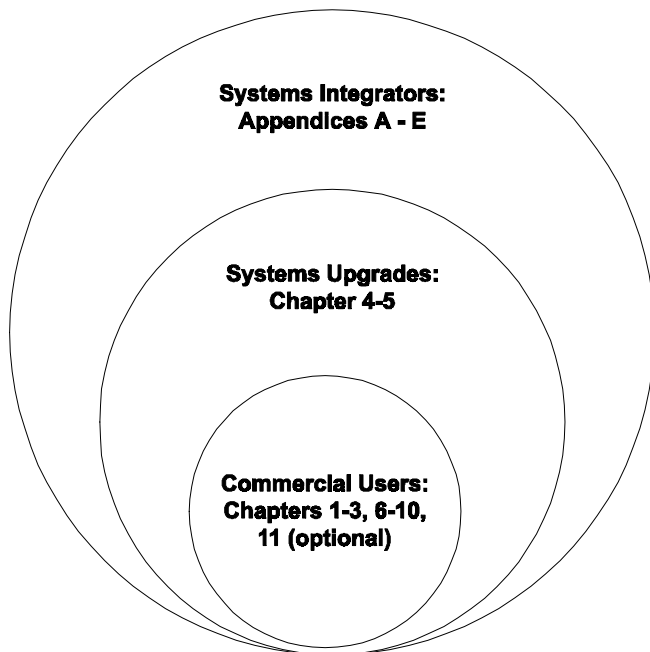 Systems Integrators:
Appendices A - E
Systems Upgrades:
Chapter 4-5
Commercial Users:
Chapters 1-3, 6-10,
11 (optional)